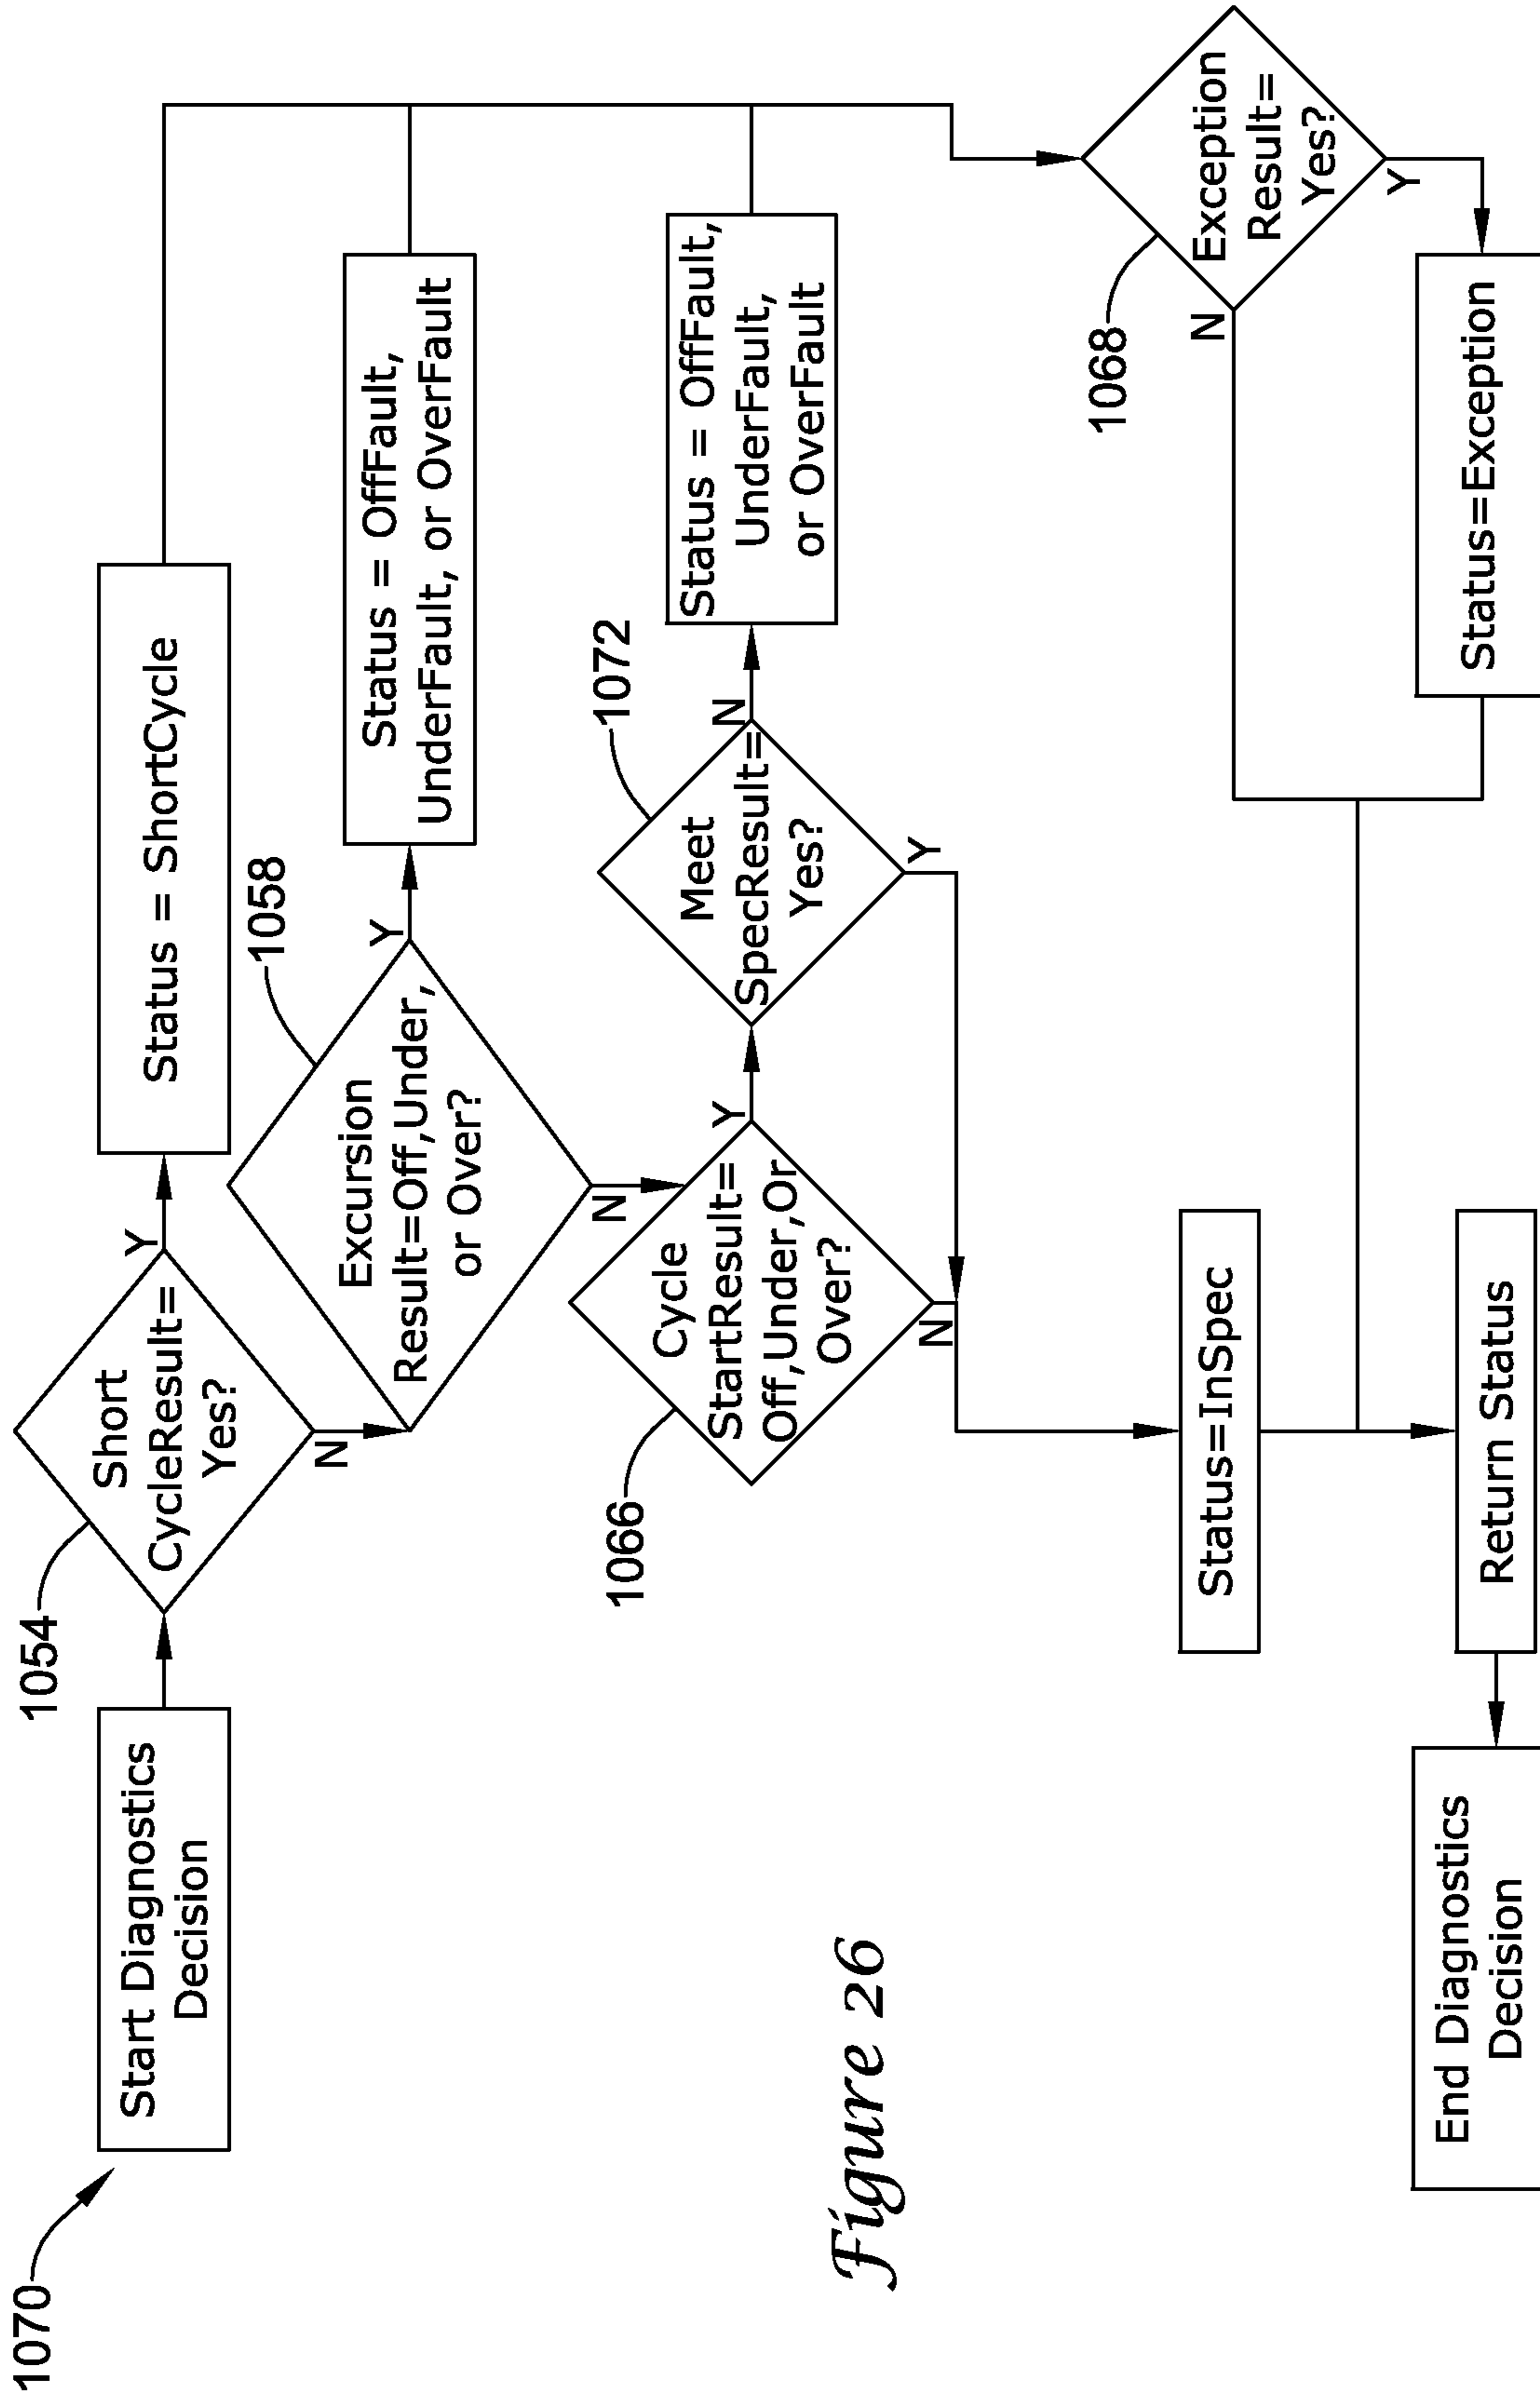 1070
Start Diagnostics
Decision
1054
Short
CycleResult=
Yes?
Y
N
Status = ShortCycle
1058
Excursion
Result=Off,Under,
or Over?
Y
N
Status = OffFault,
UnderFault, or OverFault
1066
Cycle
StartResult=
Off,Under,Or
Over?
Y
N
1072
Meet
SpecResult=
Yes?
N
Y
Status = OffFault,
UnderFault,
or OverFault
Status=InSpec
1068
Exception
Result=
Yes?
N
Y
Status=Exception
Return Status
End Diagnostics
Decision
Figure 26